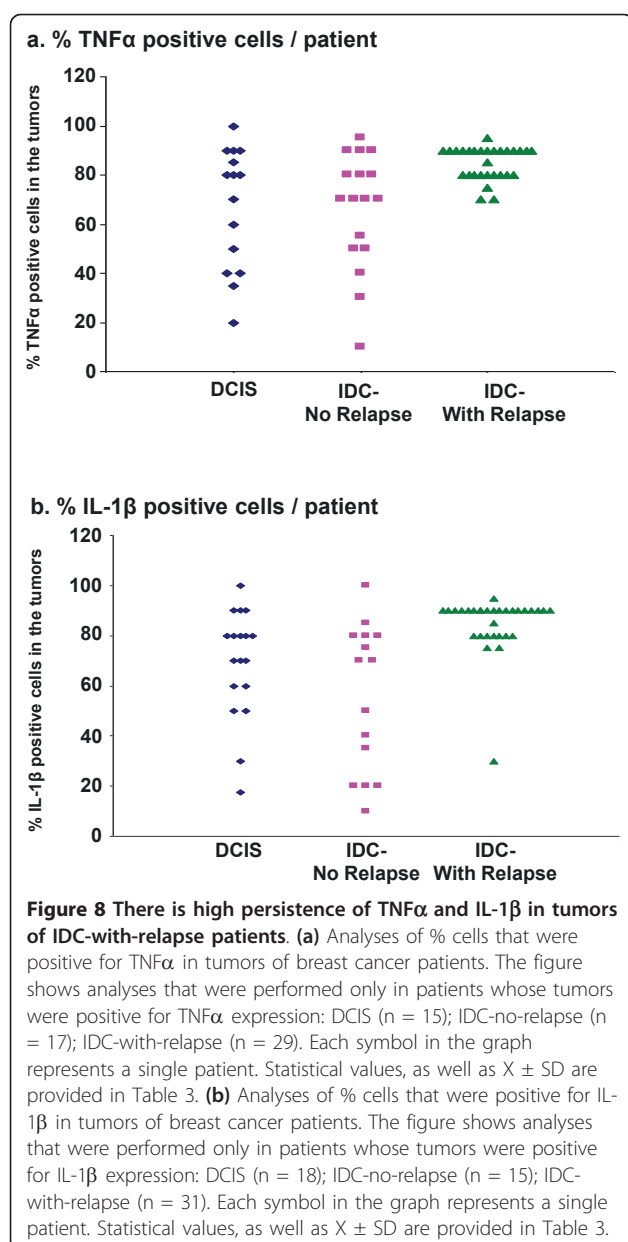 a. % TNFα positive cells / patient
% TNFα positive cells in the tumors
120
100
80
60
40
20
0
DCIS
IDC-
No Relapse
IDC-
With Relapse
b. % IL-1β positive cells / patient
% IL-1β positive cells in the tumors
120
100
80
60
40
20
0
DCIS
IDC-
No Relapse
IDC-
With Relapse
Figure 8 There is high persistence of TNFα and IL-1β in tumors
of IDC-with-relapse patients. (a) Analyses of % cells that were
positive for TNFα in tumors of breast cancer patients. The figure
shows analyses that were performed only in patients whose tumors
were positive for TNFα expression: DCIS (n = 15); IDC-no-relapse (n
= 17); IDC-with-relapse (n = 29). Each symbol in the graph
represents a single patient. Statistical values, as well as X ± SD are
provided in Table 3. (b) Analyses of % cells that were positive for IL-
1β in tumors of breast cancer patients. The figure shows analyses
that were performed only in patients whose tumors were positive
for IL-1β expression: DCIS (n = 18); IDC-no-relapse (n = 15); IDC-
with-relapse (n = 31). Each symbol in the graph represents a single
patient. Statistical values, as well as X ± SD are provided in Table 3.